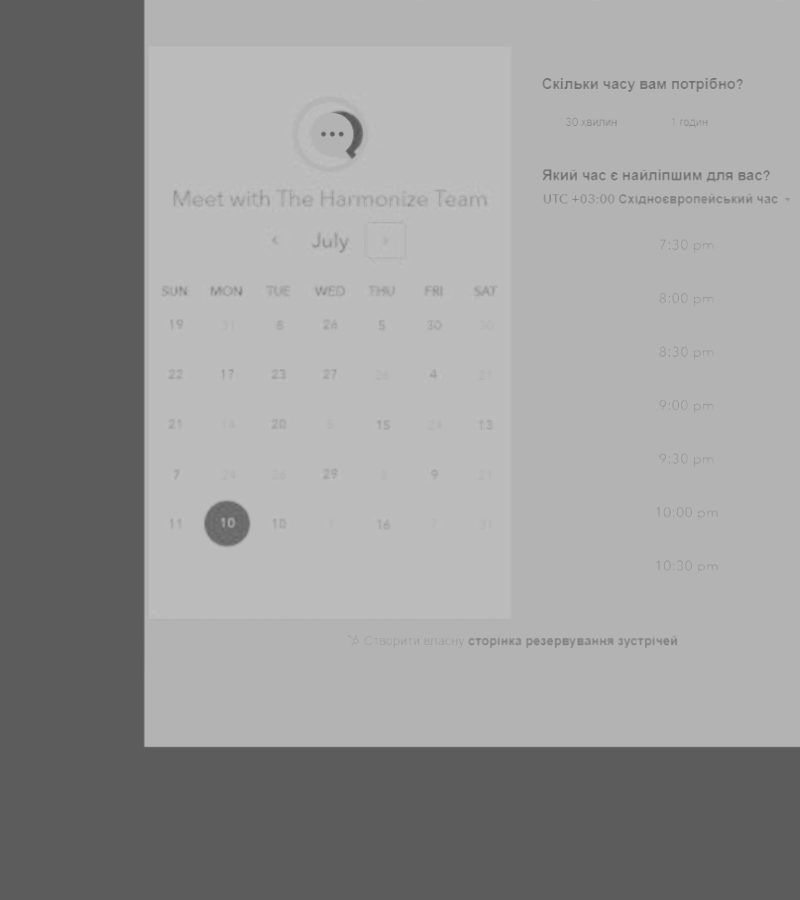 Meet with The Harmonize Team
July
SUN MON TUE WED THU FRI SAT
19 31 8 26 5 30 30
22 17 23 27 26 4 21
21 14 20 5 15 24 13
7 24 26 29 9 21
11 10 10 1 16 7 31
Скільки часу вам потрібно?
30 хвилин 1 годин
Який час є найліпшим для вас?
UTC +03:00 Східноєвропейський час
7:30 pm
8:00 pm
8:30 pm
9:00 pm
9:30 pm
10:00 pm
10:30 pm
Створити власну сторінка резервування зустрічей